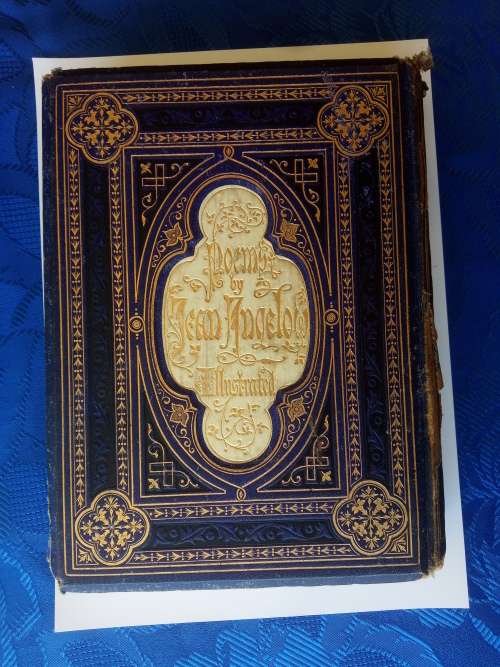 Poems
by
Jean Ingelow
Illustrated